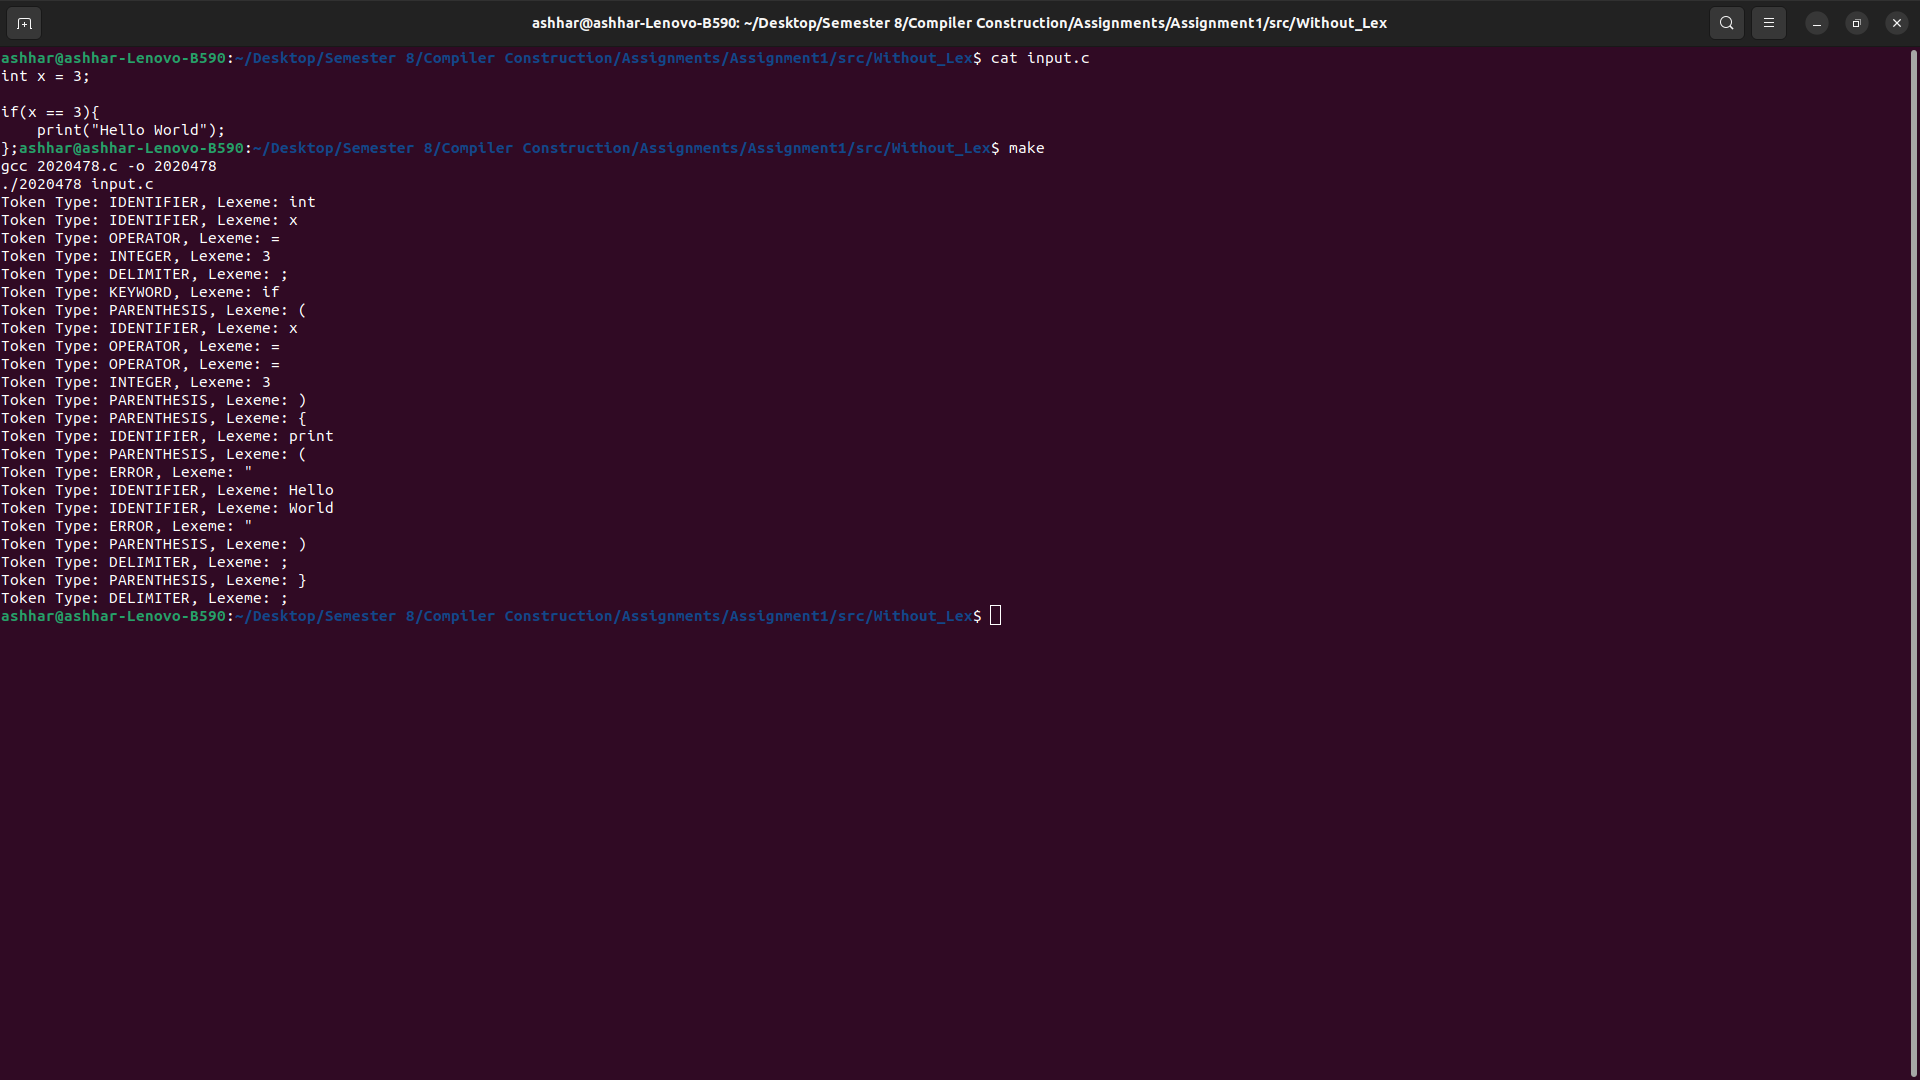 ashhar@ashhar-Lenovo-B590: ~/Desktop/Semester 8/Compiler Construction/Assignments/Assignment1/src/Without_Lex
ashhar@ashhar-Lenovo-B590:~/Desktop/Semester 8/Compiler Construction/Assignments/Assignment1/src/Without_Lex$ cat input.c
int x = 3;

if(x == 3){
    print("Hello World");
};ashhar@ashhar-Lenovo-B590:~/Desktop/Semester 8/Compiler Construction/Assignments/Assignment1/src/Without_Lex$ make
gcc 2020478.c -o 2020478
./2020478 input.c
Token Type: IDENTIFIER, Lexeme: int
Token Type: IDENTIFIER, Lexeme: x
Token Type: OPERATOR, Lexeme: =
Token Type: INTEGER, Lexeme: 3
Token Type: DELIMITER, Lexeme: ;
Token Type: KEYWORD, Lexeme: if
Token Type: PARENTHESIS, Lexeme: (
Token Type: IDENTIFIER, Lexeme: x
Token Type: OPERATOR, Lexeme: =
Token Type: OPERATOR, Lexeme: =
Token Type: INTEGER, Lexeme: 3
Token Type: PARENTHESIS, Lexeme: )
Token Type: PARENTHESIS, Lexeme: {
Token Type: IDENTIFIER, Lexeme: print
Token Type: PARENTHESIS, Lexeme: (
Token Type: ERROR, Lexeme: "
Token Type: IDENTIFIER, Lexeme: Hello
Token Type: IDENTIFIER, Lexeme: World
Token Type: ERROR, Lexeme: "
Token Type: PARENTHESIS, Lexeme: )
Token Type: DELIMITER, Lexeme: ;
Token Type: PARENTHESIS, Lexeme: }
Token Type: DELIMITER, Lexeme: ;
ashhar@ashhar-Lenovo-B590:~/Desktop/Semester 8/Compiler Construction/Assignments/Assignment1/src/Without_Lex$